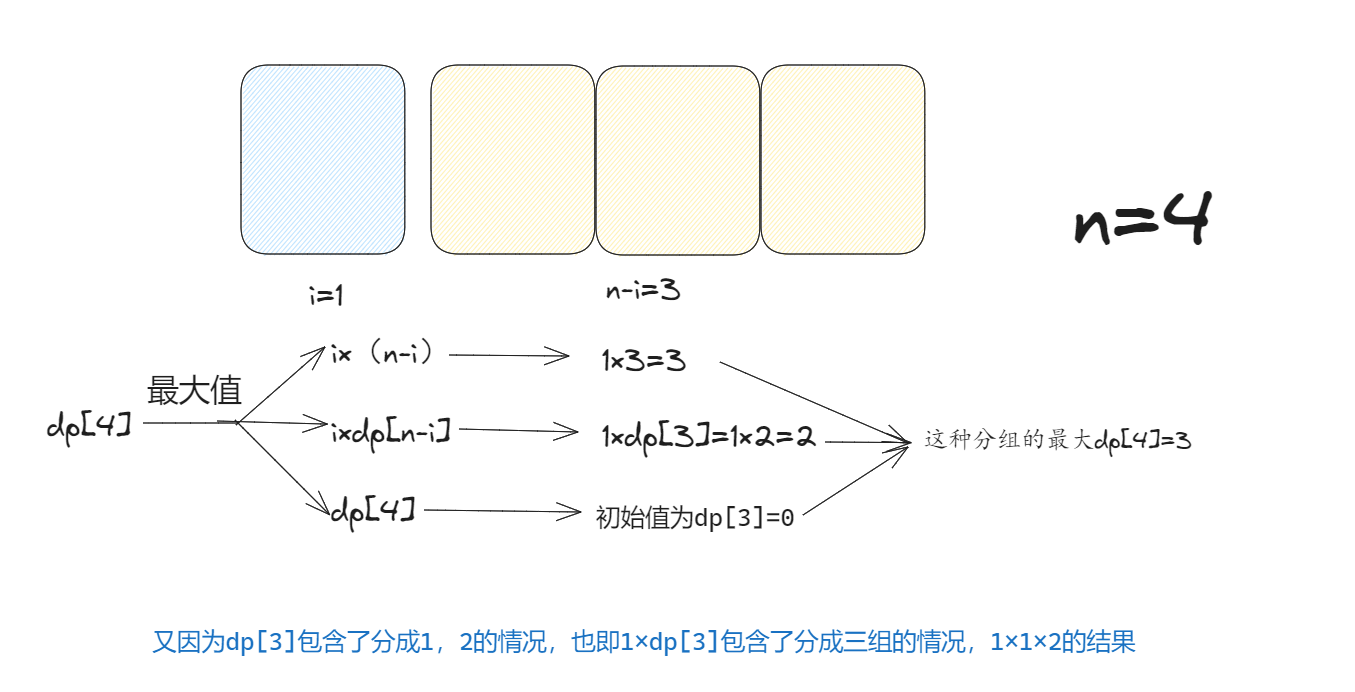 n=4
i=1
n-i=3
i×（n-i）
1×3=3
最大值
dp[4]
i×dp[n-i]
1×dp[3]=1×2=2
这种分组的最大dp[4]=3
dp[4]
初始值为dp[3]=0
又因为dp[3]包含了分成1，2的情况，也即1×dp[3]包含了分成三组的情况，1×1×2的结果